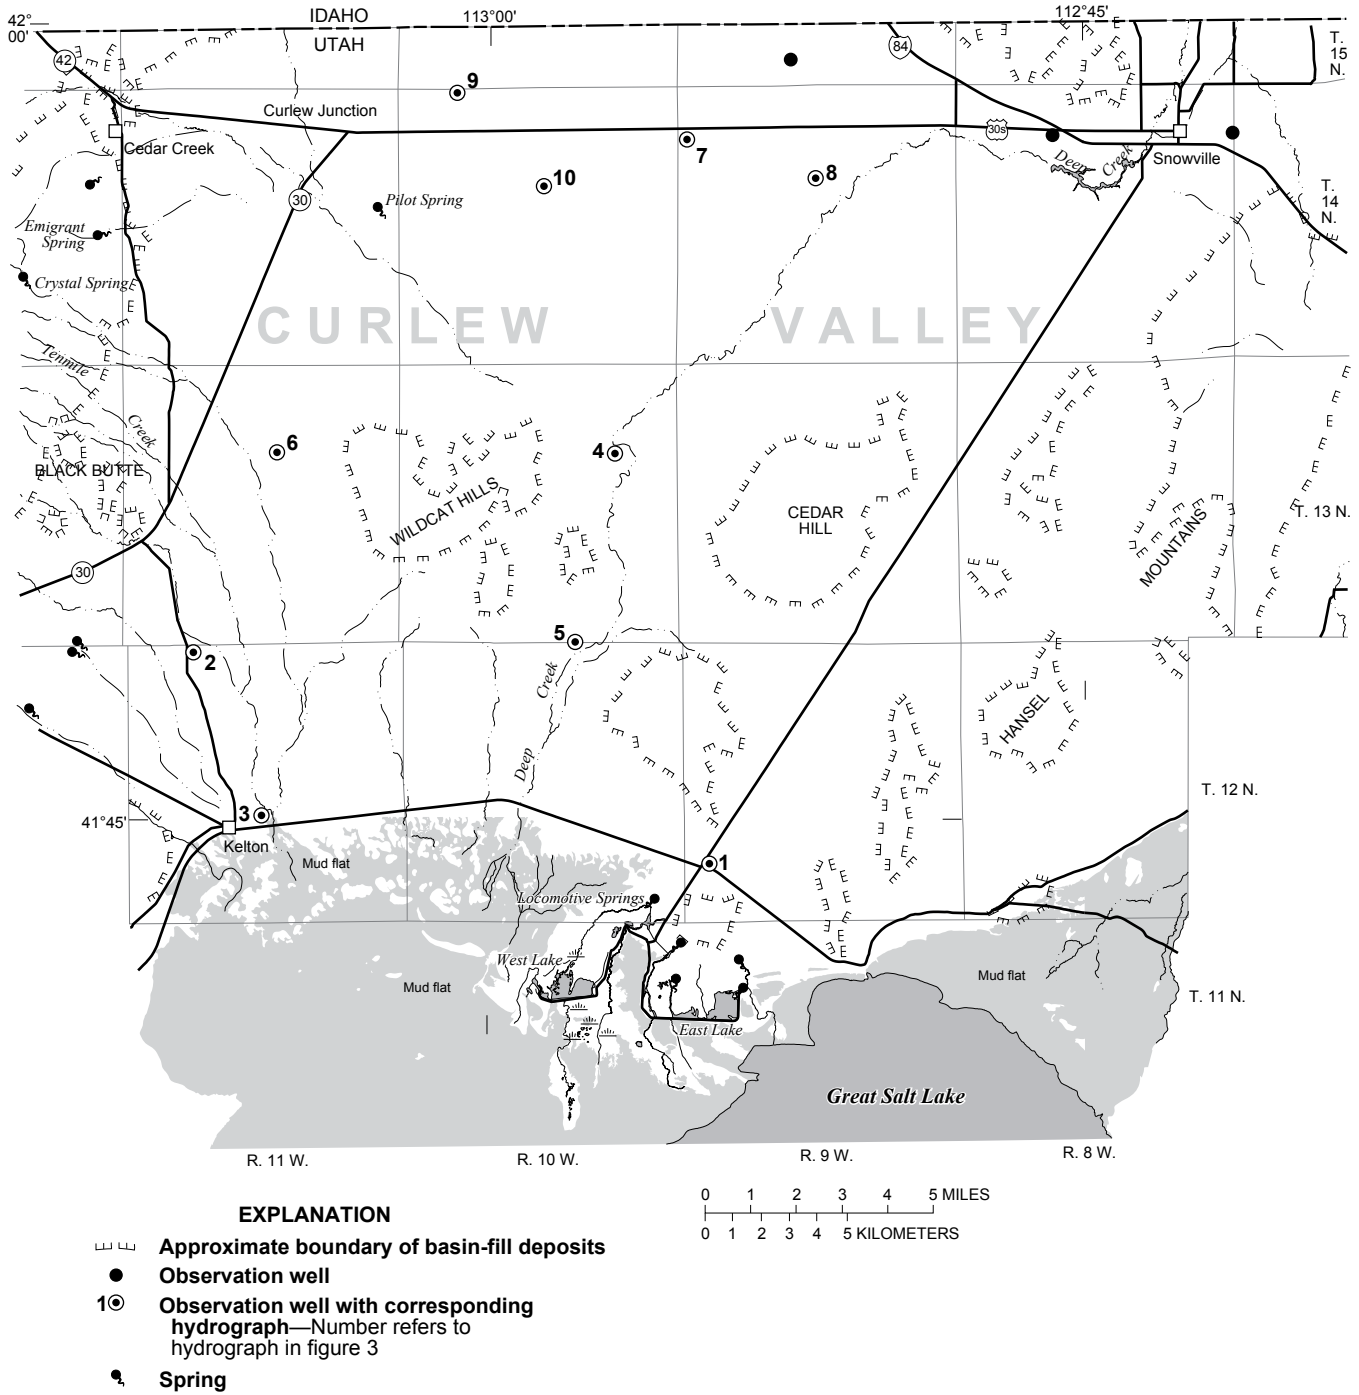 IDAHO
UTAH
42°
00'
113°00'
112°45'
42
84
T.
15
N.
9
Curlew Junction
Cedar Creek
7
30s
Deep Creek
Snowville
10
8
30
Pilot Spring
T.
14
N.
Emigrant
Spring
Crystal Spring
CURLEW VALLEY
Tenmile
Creek
6
4
BLACK BUTTE
WILDCAT HILLS
CEDAR
HILL
T. 13 N.
MOUNTAINS
30
5
2
Creek
Deep
HANSEL
T. 12 N.
3
41°45'
Kelton
Mud flat
1
Locomotive Springs
West Lake
Mud flat
Mud flat
T. 11 N.
East Lake
Great Salt Lake
R. 11 W.
R. 10 W.
R. 9 W.
R. 8 W.
0 1 2 3 4 5 MILES
0 1 2 3 4 5 KILOMETERS
EXPLANATION
Approximate boundary of basin-fill deposits
Observation well
1 Observation well with corresponding
hydrograph—Number refers to
hydrograph in figure 3
Spring